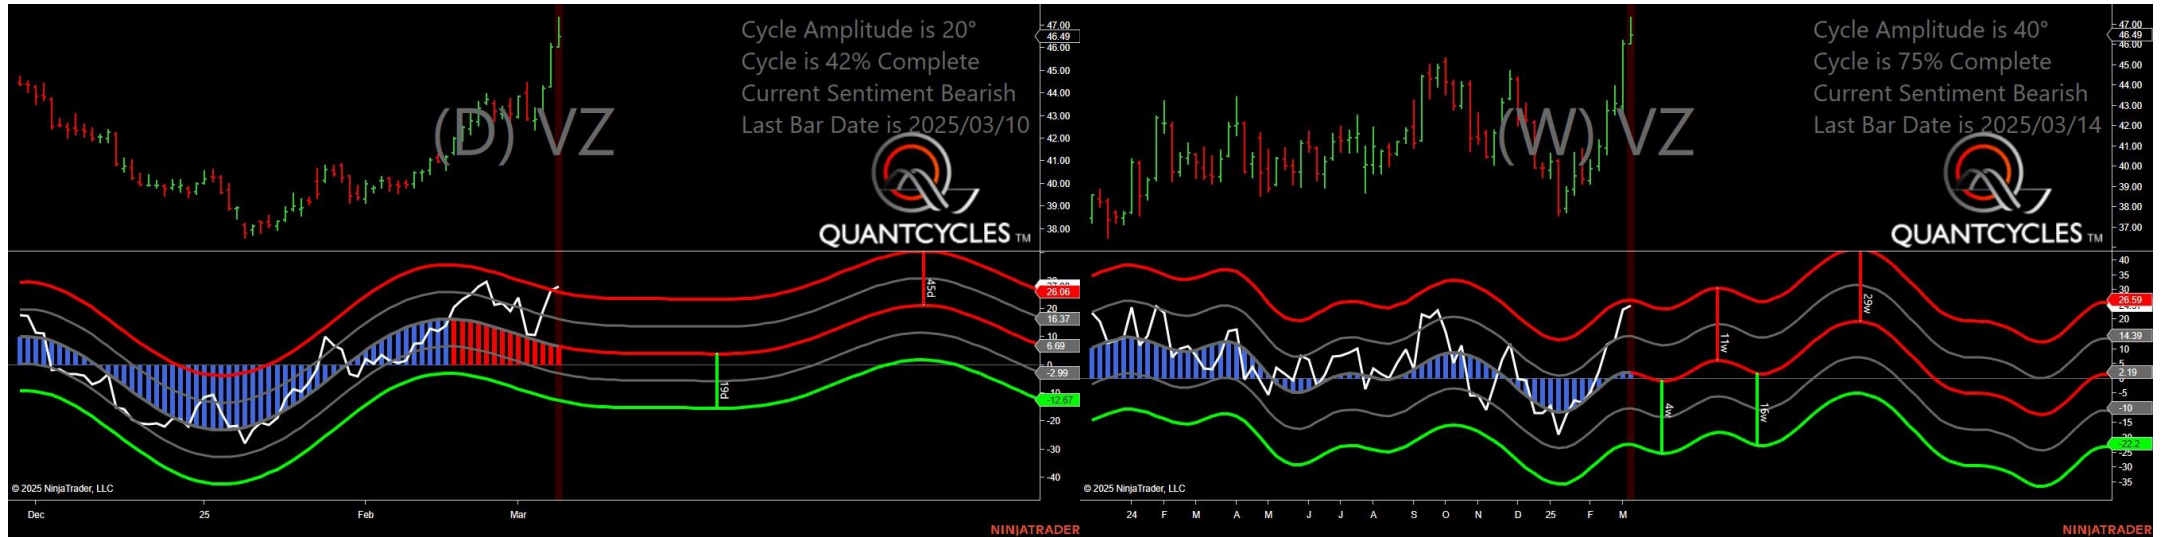 Cycle Amplitude is 20°
Cycle is 42% Complete
Current Sentiment Bearish
Last Bar Date is 2025/03/10
(D) VZ
QUANTCYCLES TM
47.00
46.49
46.00
45.00
44.00
43.00
42.00
41.00
40.00
39.00
38.00
26.06
20
16.37
10
6.69
0
-2.99
-12.67
-20
-30
-40
45d
19d
© 2025 NinjaTrader, LLC
Dec
25
Feb
Mar
NINJATRADER
Cycle Amplitude is 40°
Cycle is 75% Complete
Current Sentiment Bearish
Last Bar Date is 2025/03/14
(W) VZ
QUANTCYCLES TM
47.00
46.49
46.00
45.00
44.00
43.00
42.00
41.00
40.00
39.00
38.00
37.00
40
35
30
26.59
20
14.39
10
5
2.19
-5
-10
-15
-22.2
-25
-30
-35
4w
11w
16w
29w
© 2025 NinjaTrader, LLC
24 F M A M J J A S O N D 25 F M
NINJATRADER